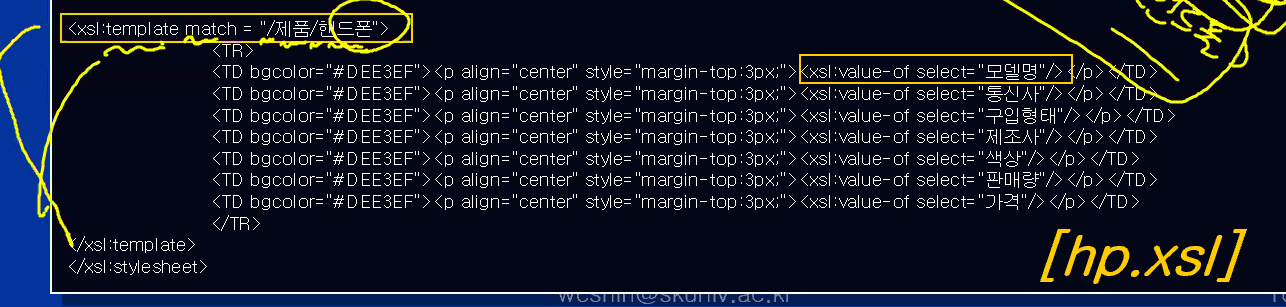 <xsl:template match = "/제품/핸드폰">
<TR>
<TD bgcolor="#DEE3EF"><p align="center" style="margin-top:3px;"><xsl:value-of select="모델명"/></p></TD>
<TD bgcolor="#DEE3EF"><p align="center" style="margin-top:3px;"><xsl:value-of select="통신사"/></p></TD>
<TD bgcolor="#DEE3EF"><p align="center" style="margin-top:3px;"><xsl:value-of select="구입형태"/></p></TD>
<TD bgcolor="#DEE3EF"><p align="center" style="margin-top:3px;"><xsl:value-of select="제조사"/></p></TD>
<TD bgcolor="#DEE3EF"><p align="center" style="margin-top:3px;"><xsl:value-of select="색상"/></p></TD>
<TD bgcolor="#DEE3EF"><p align="center" style="margin-top:3px;"><xsl:value-of select="판매량"/></p></TD>
<TD bgcolor="#DEE3EF"><p align="center" style="margin-top:3px;"><xsl:value-of select="가격"/></p></TD>
</TR>
</xsl:template>
</xsl:stylesheet>
[hp.xsl]
wcshin@skuniv.ac.kr